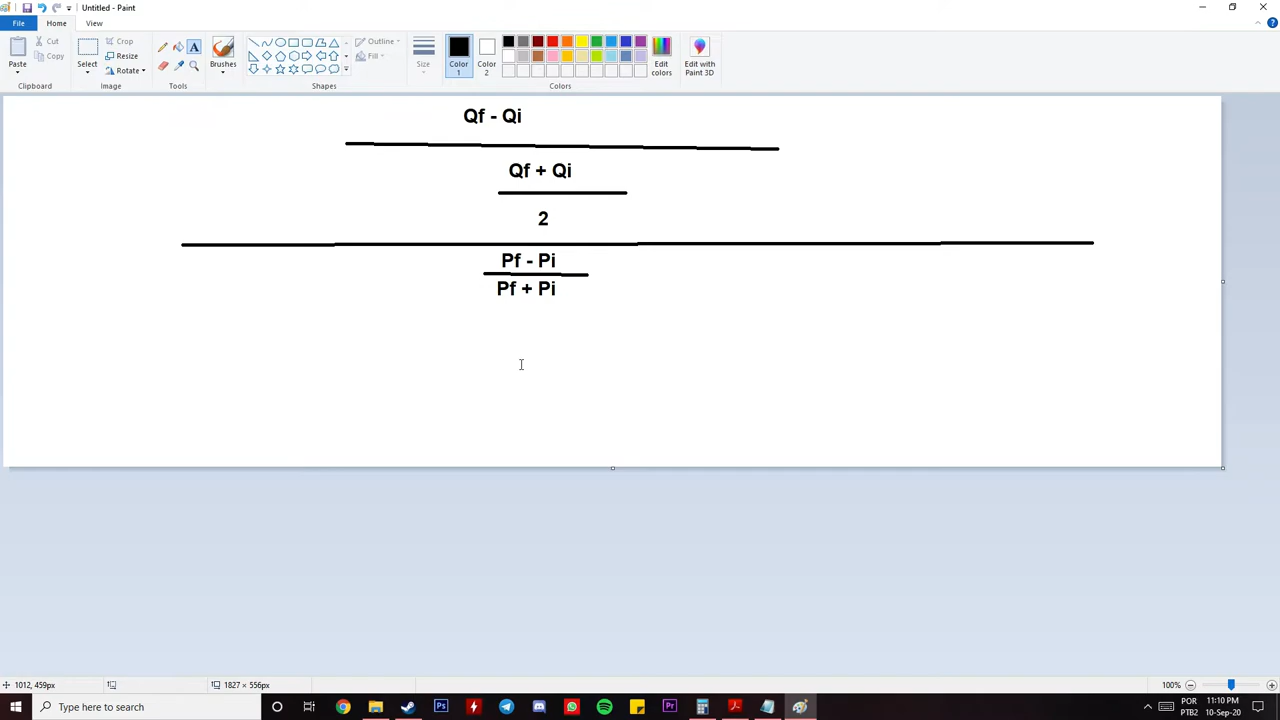 Untitled - Paint
File Home View
Paste
Cut
Copy
Clipboard
Select
Crop
Resize
Rotate
Image
A
Tools
Brushes
Outline
Fill
Shapes
Size
Color 1
Color 2
Edit colors
Colors
Edit with Paint 3D
Qf - Qi
Qf + Qi
2
Pf - Pi
Pf + Pi
1012, 459px
1827 × 556px
100%
Type here to search
Ps
Pr
POR
PTB2
11:10 PM
10-Sep-20